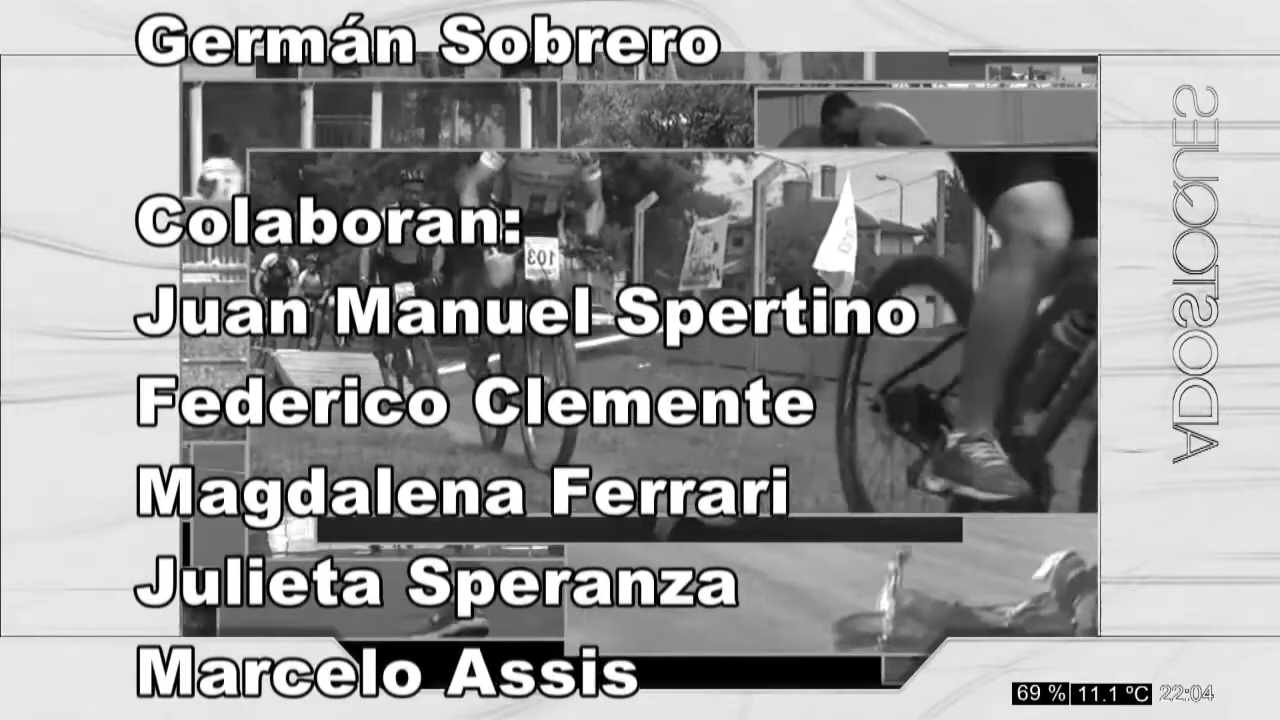 Germán Sobrero
Colaboran:
Juan Manuel Spertino
Federico Clemente
Magdalena Ferrari
Julieta Speranza
Marcelo Assis
103
69 % 11.1 ºC 22:04